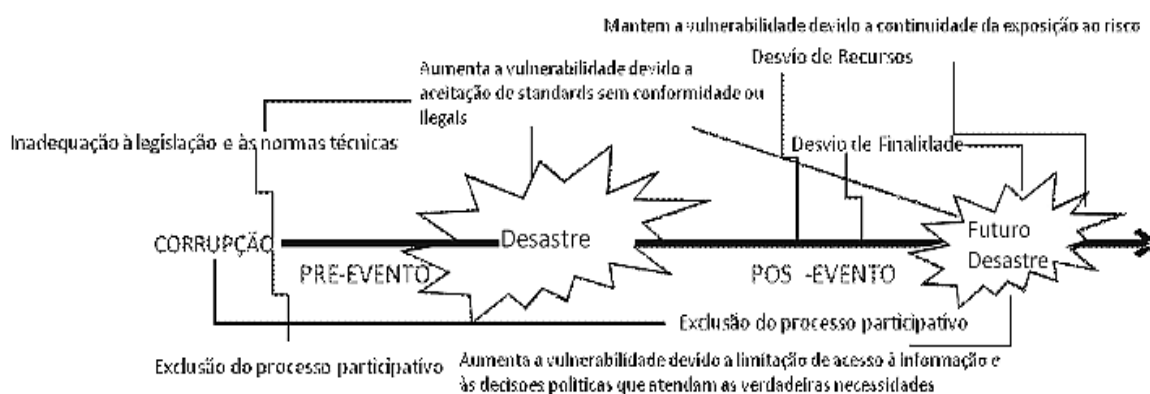 Mantem a vulnerabilidade devido a continuidade da exposição ao risco
Desvio de Recursos
Aumenta a vulnerabilidade devido a
aceitação de standards sem conformidade ou
Ilegais
Inadequação à legislação e às normas técnicas
Desvio de Finalidade
CORRUPÇÃO
Desastre
Futuro
Desastre
PRE-EVENTO
POS -EVENTO
Exclusão do processo participativo
Exclusão do processo participativo
Aumenta a vulnerabilidade devido a limitação de acesso à informação e
às decisoes politicas que atendam as verdadeiras necessidades